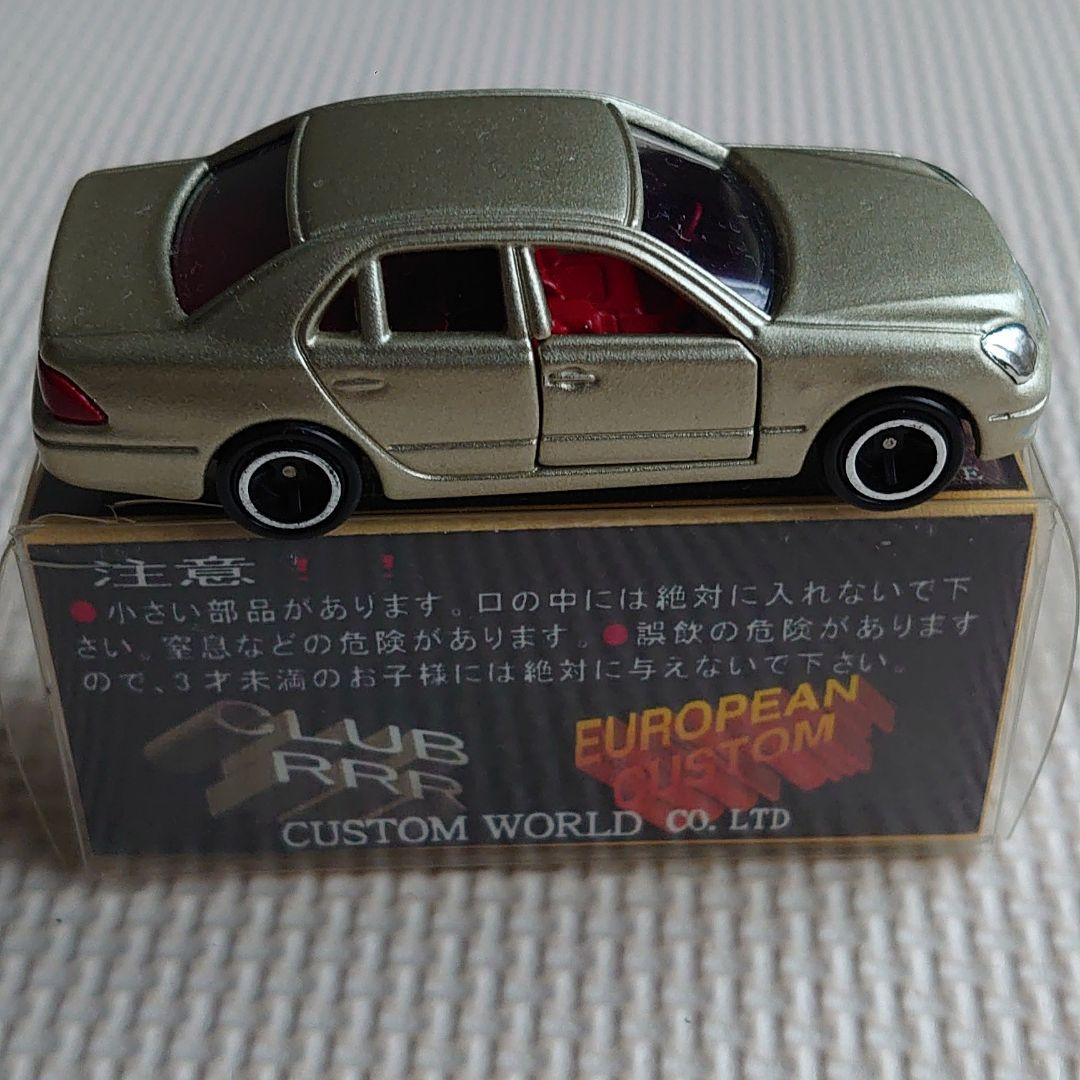 E
注意！！
●小さい部品があります。口の中には絶対に入れないで下
さい。窒息などの危険があります。●誤飲の危険があります
ので、3才未満のお子様には絶対に与えないで下さい。
CLUB
RRR
EUROPEAN
CUSTOM
CUSTOM WORLD CO. LTD